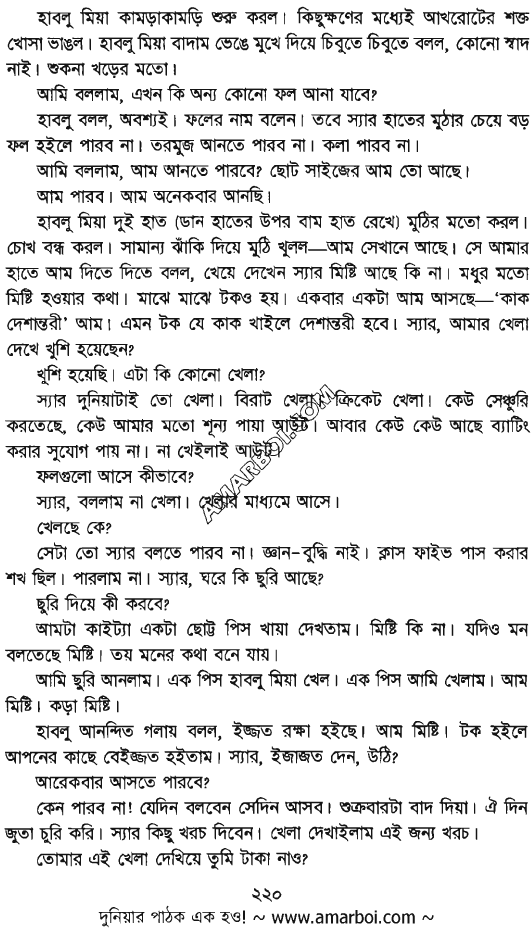 হাবলু মিয়া কামড়াকামড়ি শুরু করল। কিছুক্ষণের মধ্যেই আখরোটের শক্ত
খোসা ভাঙল। হাবলু মিয়া বাদাম ভেঙে মুখে দিয়ে চিবুতে চিবুতে বলল, কোনো স্বাদ
নাই। শুকনা খড়ের মতো।
আমি বললাম, এখন কি অন্য কোনো ফল আনা যাবে?
হাবলু বলল, অবশ্যই। ফলের নাম বলেন। তবে স্যার হাতের মুঠার চেয়ে বড়
ফল হইলে পারব না। তরমুজ আনতে পারব না। কলা পারব না।
আমি বললাম, আম আনতে পারবে? ছোট সাইজের আম তো আছে।
আম পারব। আম অনেকবার আনছি।
হাবলু মিয়া দুই হাত (ডান হাতের উপর বাম হাত রেখে) মুঠির মতো করল।
চোখ বন্ধ করল। সামান্য ঝাঁকি দিয়ে মুঠি খুলল—আম সেখানে আছে। সে আমার
হাতে আম দিতে দিতে বলল, খেয়ে দেখেন স্যার মিষ্টি আছে কি না। মধুর মতো
মিষ্টি হওয়ার কথা। মাঝে মাঝে টকও হয়। একবার একটা আম আসছে—‘কাক
দেশান্তরী’ আম। এমন টক যে কাক খাইলে দেশান্তরী হবে। স্যার, আমার খেলা
দেখে খুশি হয়েছেন?
খুশি হয়েছি। এটা কি কোনো খেলা?
স্যার দুনিয়াটাই তো খেলা। বিরাট খেলা। ক্রিকেট খেলা। কেউ সেঞ্চুরি
করতেছে, কেউ আমার মতো শূন্য পায়া আউট। আবার কেউ কেউ আছে ব্যাটিং
করার সুযোগ পায় না। না খেইলাই আউট।
ফলগুলো আসে কীভাবে?
স্যার, বললাম না খেলা। খেলার মাধ্যমে আসে।
খেলছে কে?
সেটা তো স্যার বলতে পারব না। জ্ঞান-বুদ্ধি নাই। ক্লাস ফাইভ পাস করার
শখ ছিল। পারলাম না। স্যার, ঘরে কি ছুরি আছে?
ছুরি দিয়ে কী করবে?
আমটা কাইট্যা একটা ছোট্ট পিস খায়া দেখতাম। মিষ্টি কি না। যদিও মন
বলতেছে মিষ্টি। তয় মনের কথা বনে যায়।
আমি ছুরি আনলাম। এক পিস হাবলু মিয়া খেল। এক পিস আমি খেলাম। আম
মিষ্টি। কড়া মিষ্টি।
হাবলু আনন্দিত গলায় বলল, ইজ্জত রক্ষা হইছে। আম মিষ্টি। টক হইলে
আপনের কাছে বেইজ্জত হইতাম। স্যার, ইজাজত দেন, উঠি?
আরেকবার আসতে পারবে?
কেন পারব না! যেদিন বলবেন সেদিন আসব। শুক্রবারটা বাদ দিয়া। ঐ দিন
জুতা চুরি করি। স্যার কিছু খরচ দিবেন। খেলা দেখাইলাম এই জন্য খরচ।
তোমার এই খেলা দেখিয়ে তুমি টাকা নাও?
AMARBOI.COM
২২০
দুনিয়ার পাঠক এক হও! ~ www.amarboi.com ~